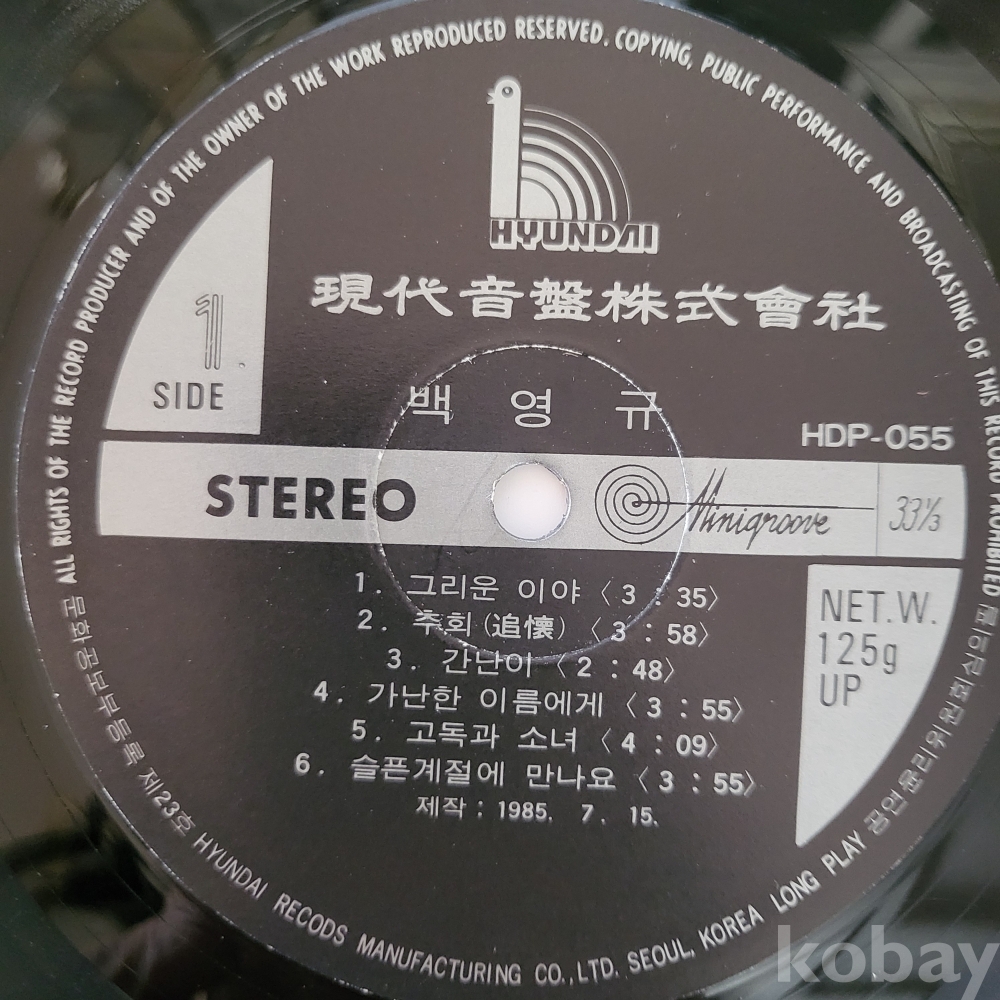 ALL RIGHTS OF THE RECORD PRODUCER AND OF THE OWNER OF THE WORK REPRODUCED RESERVED. COPYING, PUBLIC PERFORMANCE AND BROADCASTING OF THIS RECORD PROHIBITED
HYUNDAI
現代音盤株式會社
1
SIDE
백영규
HDP-055
STEREO
Minigroove
33⅓
NET.W.
125g
UP
1. 그리운 이야 〈3 : 35〉
2. 추회(追懷) 〈3 : 58〉
3. 간난이 〈2 : 48〉
4. 가난한 이름에게 〈3 : 55〉
5. 고독과 소녀 〈4 : 09〉
6. 슬픈계절에 만나요 〈3 : 55〉
제작 : 1985. 7. 15.
문화공보부등록 제23호 HYUNDAI RECODS MANUFACTURING CO., LTD. SEOUL, KOREA LONG PLAY 공연윤리위원회심의필
kobay